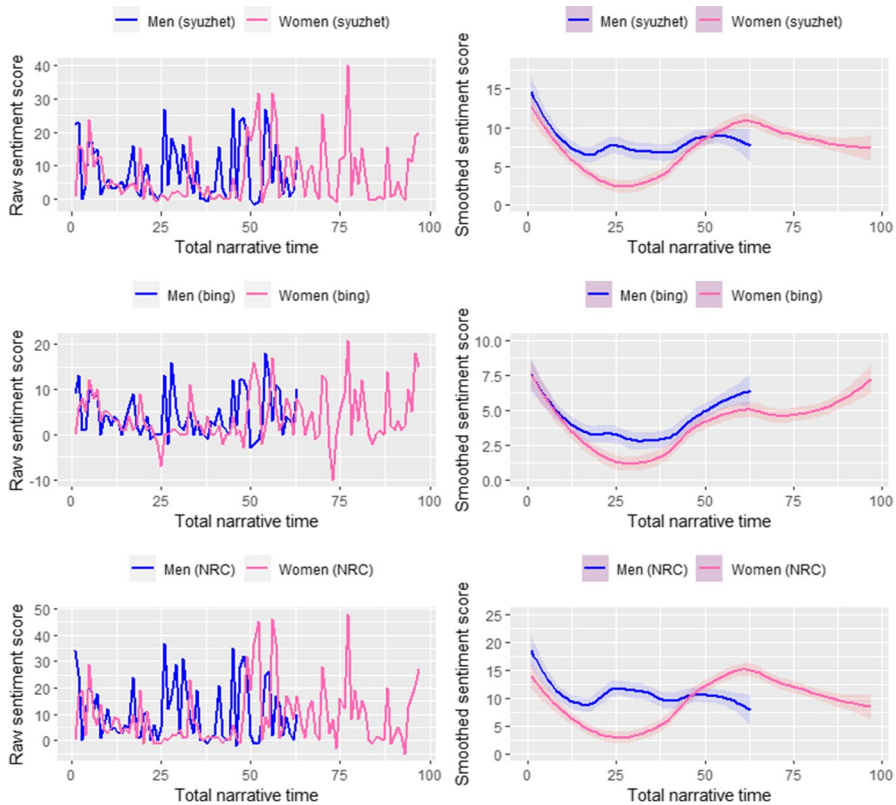 Men (syuzhet) Women (syuzhet)
Raw sentiment score
40
30
20
10
0
0 25 50 75 100
Total narrative time
Men (syuzhet) Women (syuzhet)
Smoothed sentiment score
15
10
5
0
0 25 50 75 100
Total narrative time
Men (bing) Women (bing)
Raw sentiment score
20
10
0
-10
0 25 50 75 100
Total narrative time
Men (bing) Women (bing)
Smoothed sentiment score
10.0
7.5
5.0
2.5
0.0
0 25 50 75 100
Total narrative time
Men (NRC) Women (NRC)
Raw sentiment score
50
40
30
20
10
0
0 25 50 75 100
Total narrative time
Men (NRC) Women (NRC)
Smoothed sentiment score
25
20
15
10
5
0
0 25 50 75 100
Total narrative time